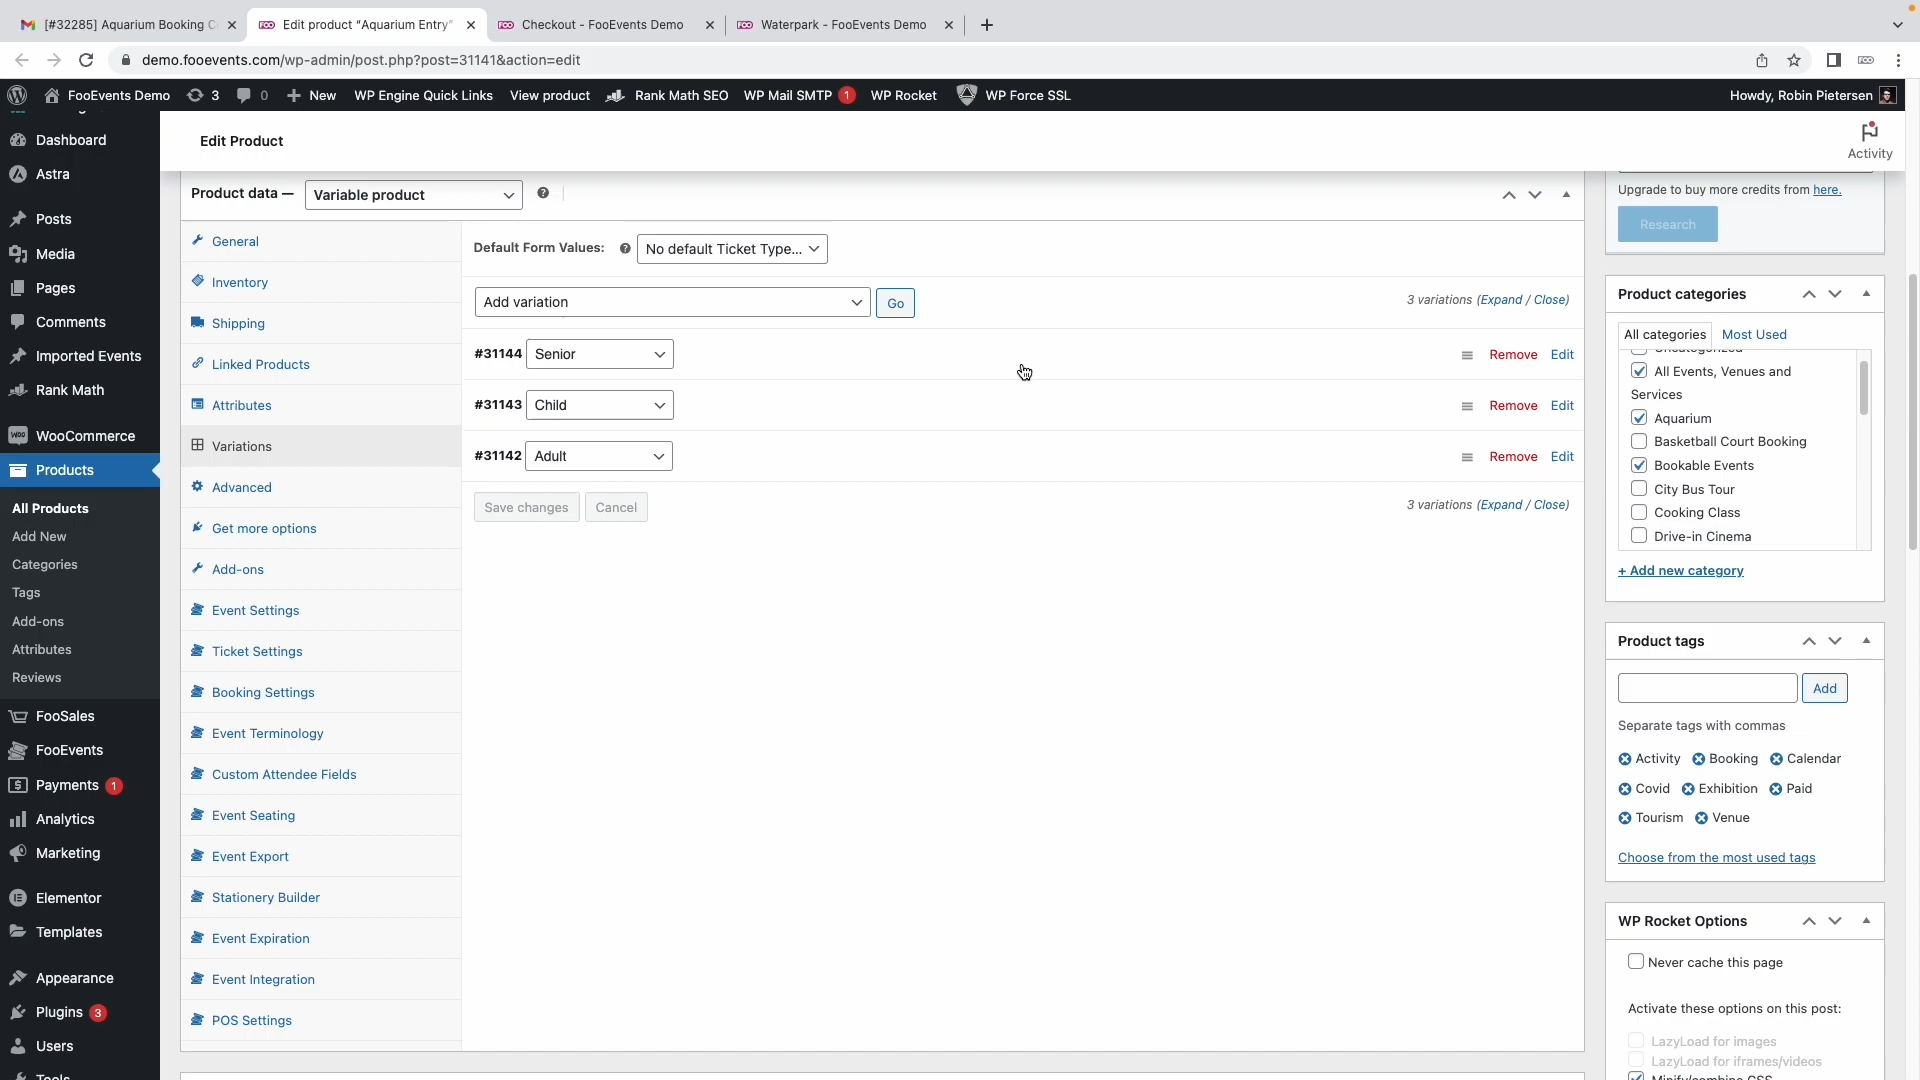 [#32285] Aquarium Booking C
Edit product "Aquarium Entry"
Checkout - FooEvents Demo
Waterpark - FooEvents Demo
demo.fooevents.com/wp-admin/post.php?post=31141&action=edit
FooEvents Demo
3
0
New
WP Engine Quick Links
View product
Rank Math SEO
WP Mail SMTP 1
WP Rocket
WP Force SSL
Howdy, Robin Pietersen
Dashboard
Astra
Posts
Media
Pages
Comments
Imported Events
Rank Math
WooCommerce
Products
All Products
Add New
Categories
Tags
Add-ons
Attributes
Reviews
FooSales
FooEvents
Payments 1
Analytics
Marketing
Elementor
Templates
Appearance
Plugins 3
Users
Tools
Edit Product
Activity
Product data —
Variable product
General
Inventory
Shipping
Linked Products
Attributes
Variations
Advanced
Get more options
Add-ons
Event Settings
Ticket Settings
Booking Settings
Event Terminology
Custom Attendee Fields
Event Seating
Event Export
Stationery Builder
Event Expiration
Event Integration
POS Settings
Default Form Values:
No default Ticket Type...
Add variation
Go
3 variations (Expand / Close)
#31144 Senior
Remove Edit
#31143 Child
Remove Edit
#31142 Adult
Remove Edit
Save changes
Cancel
3 variations (Expand / Close)
Upgrade to buy more credits from here.
Research
Product categories
All categories
Most Used
Uncategorized
All Events, Venues and
Services
Aquarium
Basketball Court Booking
Bookable Events
City Bus Tour
Cooking Class
Drive-in Cinema
+ Add new category
Product tags
Add
Separate tags with commas
Activity Booking Calendar
Covid Exhibition Paid
Tourism Venue
Choose from the most used tags
WP Rocket Options
Never cache this page
Activate these options on this post:
LazyLoad for images
LazyLoad for iframes/videos
Minify/combine CSS